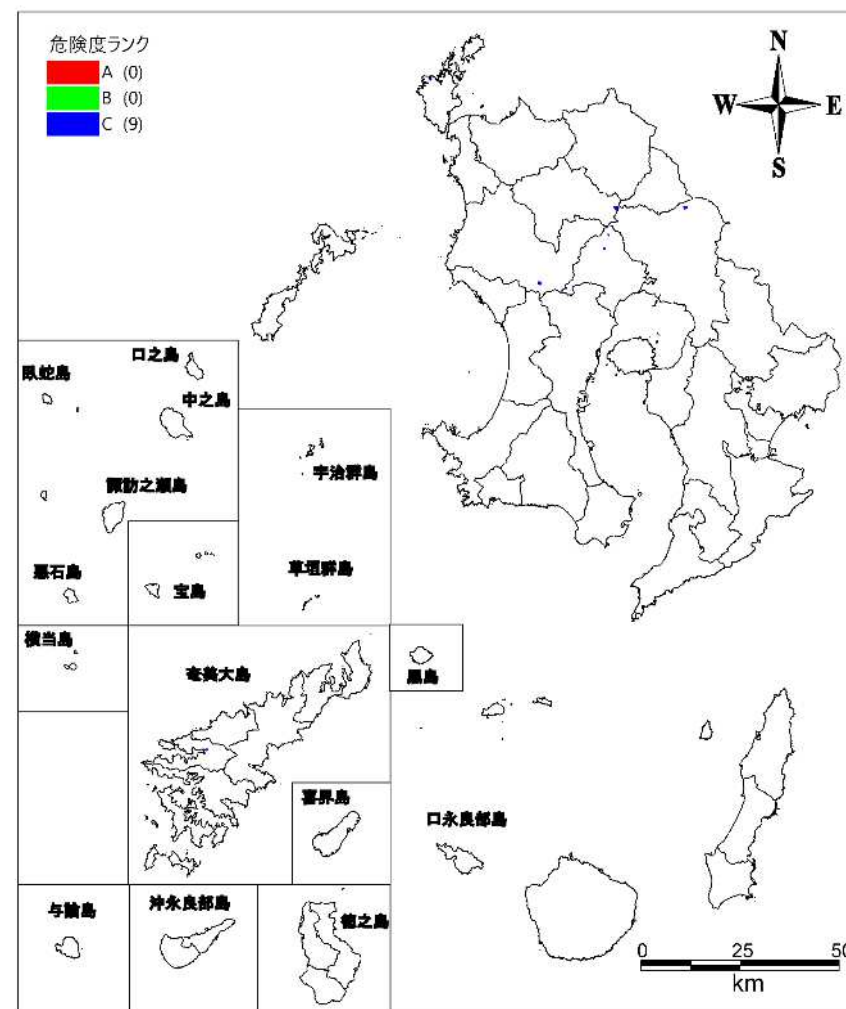 危険度ランク
A (0)
B (0)
C (9)
N
W
E
S
口之島
臥蛇島
中之島
宇治群島
諏訪之瀬島
草垣群島
悪石島
宝島
横当島
奄美大島
黒島
喜界島
口永良部島
与論島
沖永良部島
徳之島
0 25 50
km